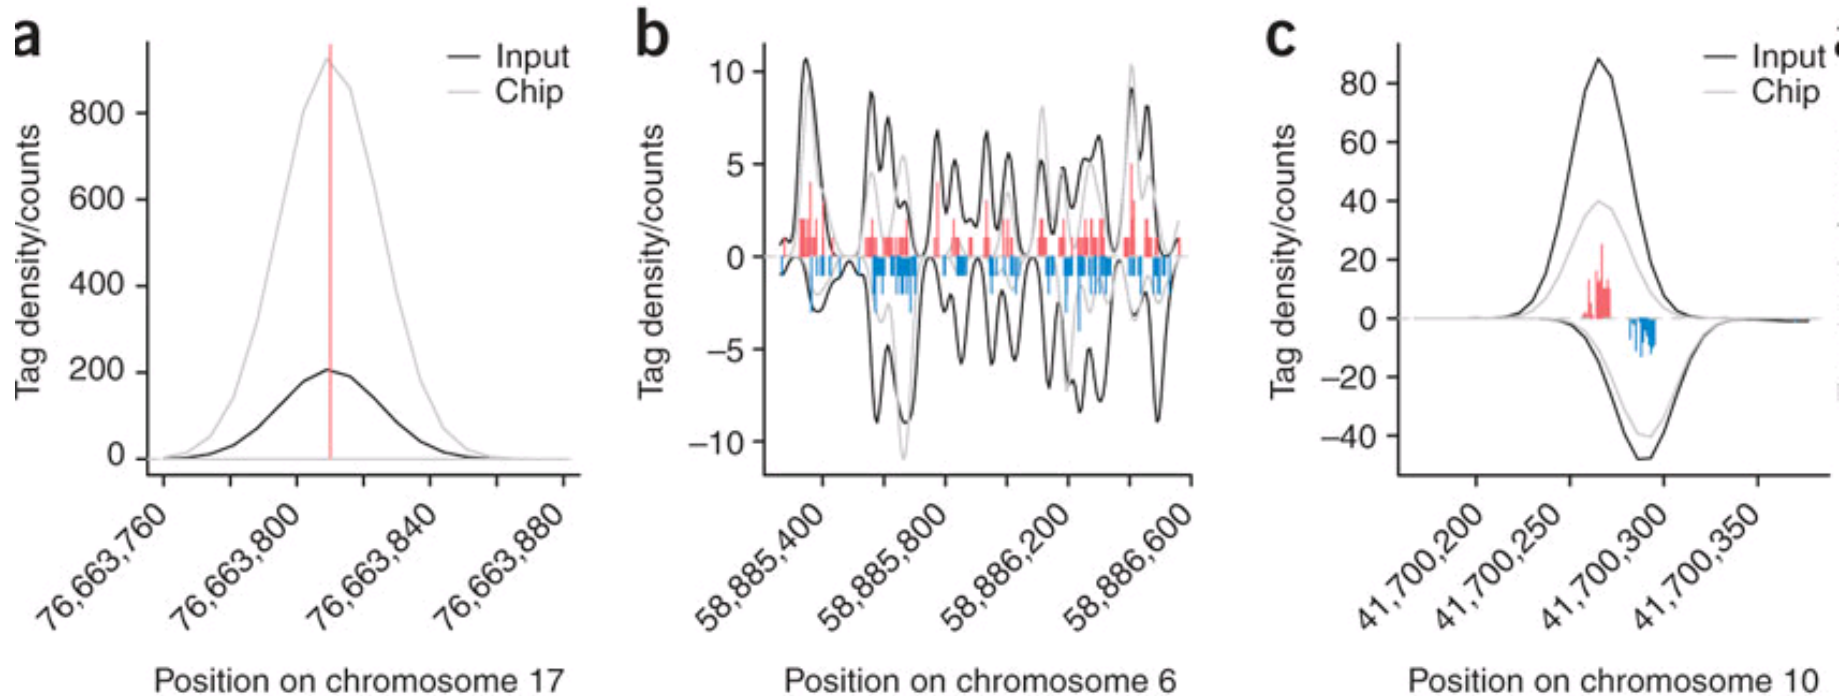 a
Input
Chip
Tag density/counts
800
600
400
200
0
76,663,760
76,663,800
76,663,840
76,663,880
Position on chromosome 17
b
Tag density/counts
10
5
0
−5
−10
58,885,400
58,885,800
58,886,200
58,886,600
Position on chromosome 6
c
Input
Chip
Tag density/counts
80
60
40
20
0
−20
−40
41,700,200
41,700,250
41,700,300
41,700,350
Position on chromosome 10